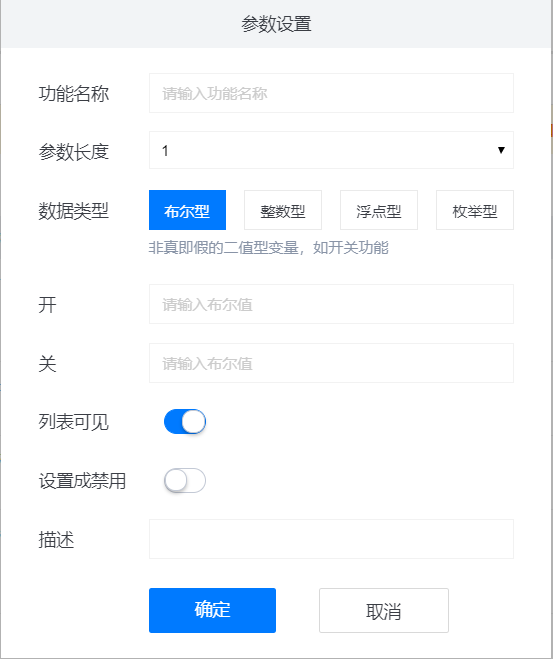 参数设置
功能名称 请输入功能名称
参数长度 1
数据类型 布尔型 整数型 浮点型 枚举型
非真即假的二值型变量，如开关功能
开 请输入布尔值
关 请输入布尔值
列表可见
设置成禁用
描述
确定 取消